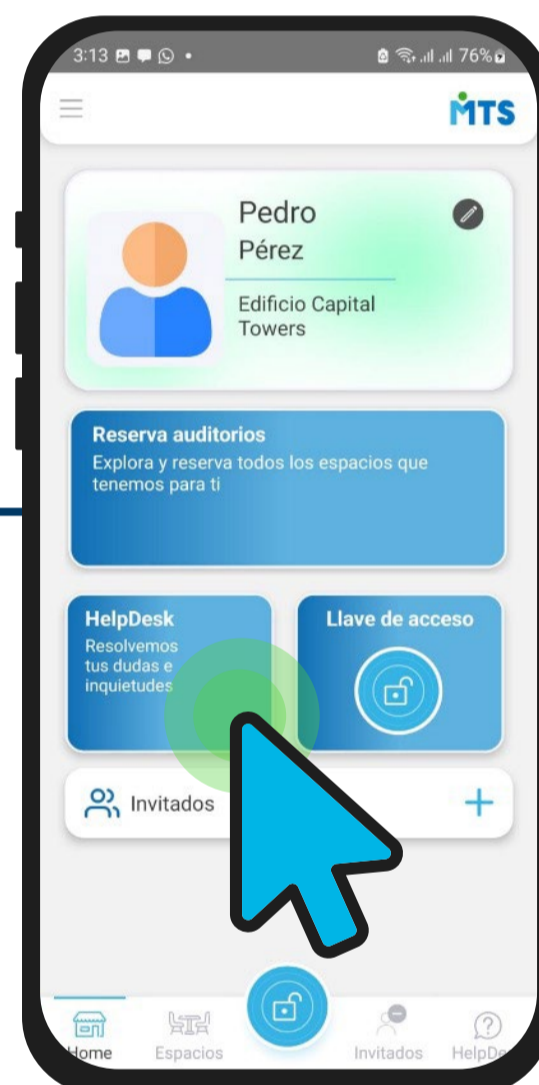 3:13
76%
MTS
Pedro
Pérez
Edificio Capital
Towers
Reserva auditorios
Explora y reserva todos los espacios que
tenemos para ti
HelpDesk
Resolvemos
tus dudas e
inquietudes
Llave de acceso
Invitados
Home
Espacios
Invitados
HelpDe